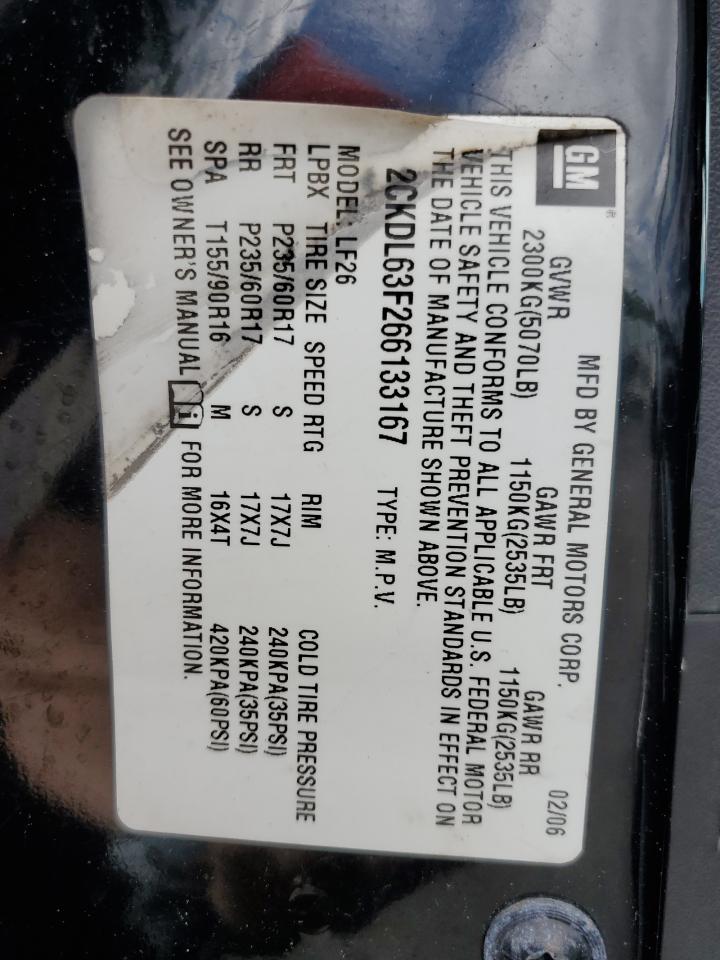 GM®
MFD BY GENERAL MOTORS CORP. 02/06
GVWR GAWR FRT GAWR RR
2300KG(5070LB) 1150KG(2535LB) 1150KG(2535LB)
THIS VEHICLE CONFORMS TO ALL APPLICABLE U.S. FEDERAL MOTOR
VEHICLE SAFETY AND THEFT PREVENTION STANDARDS IN EFFECT ON
THE DATE OF MANUFACTURE SHOWN ABOVE.
2CKDL63F266133167 TYPE: M.P.V.
MODEL: LF26
LPBX TIRE SIZE SPEED RTG RIM COLD TIRE PRESSURE
FRT P235/60R17 S 17X7J 240KPA(35PSI)
RR P235/60R17 S 17X7J 240KPA(35PSI)
SPA T155/90R16 M 16X4T 420KPA(60PSI)
SEE OWNER'S MANUAL i FOR MORE INFORMATION.